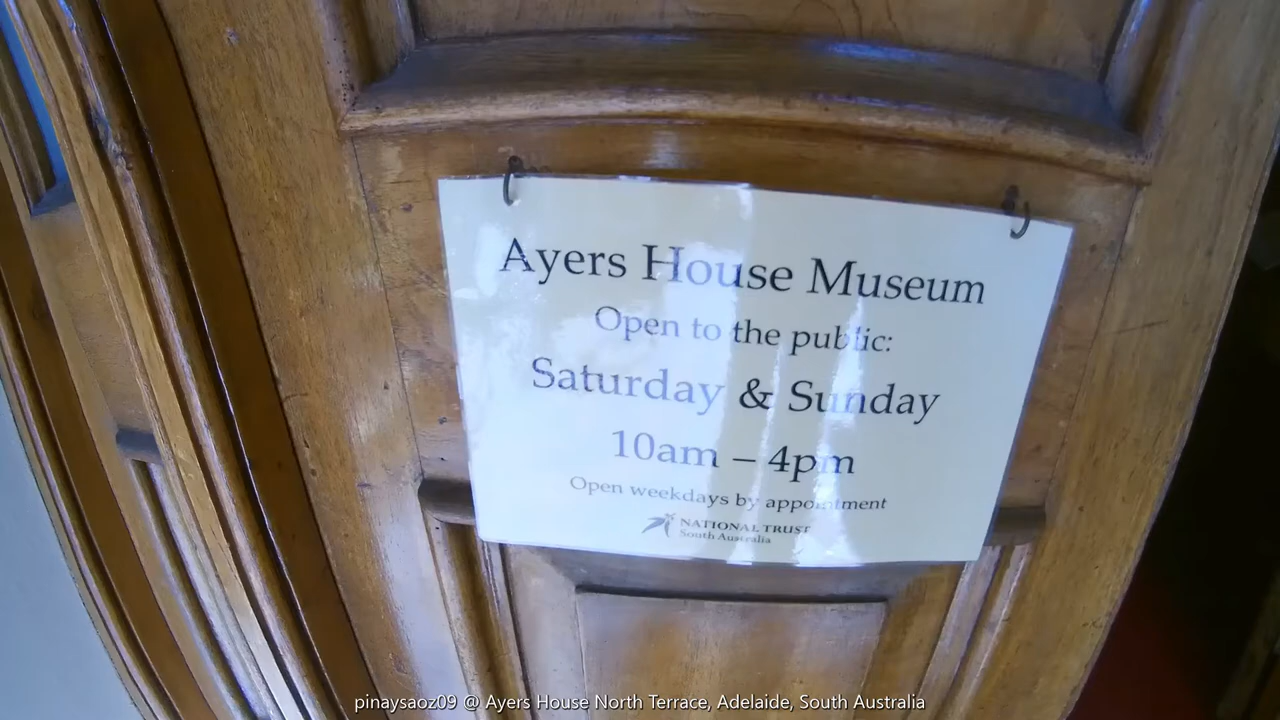 Ayers House Museum
Open to the public:
Saturday & Sunday
10am – 4pm
Open weekdays by appointment
NATIONAL TRUST
South Australia
pinaysaoz09 @ Ayers House North Terrace, Adelaide, South Australia